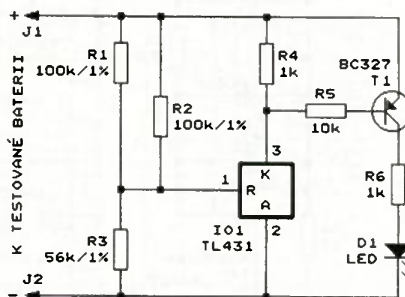 +
J1
R1
100k/1%
R2
100k/1%
R4
1k
BC327
T1
R5
10k
R6
1k
3
K
1
R
A
2
IO1
TL431
R3
56k/1%
D1
LED
J2
-
K TESTOVANÉ BATERII